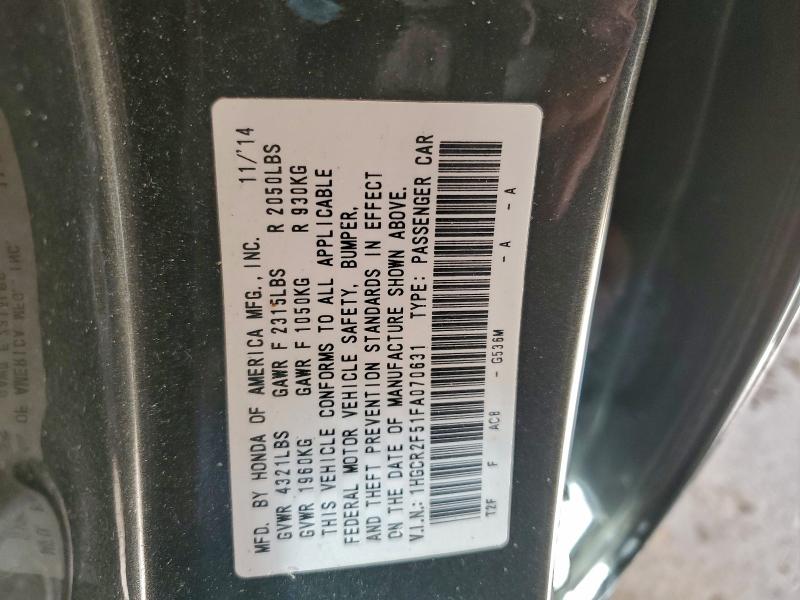 MFD. BY HONDA OF AMERICA MFG., INC. 11/'14
GVWR 4321LBS GAWR F 2315LBS R 2050LBS
GVWR 1960KG GAWR F 1050KG R 930KG
THIS VEHICLE CONFORMS TO ALL APPLICABLE
FEDERAL MOTOR VEHICLE SAFETY, BUMPER,
AND THEFT PREVENTION STANDARDS IN EFFECT
ON THE DATE OF MANUFACTURE SHOWN ABOVE.
V.I.N.: 1HGCR2F51FA070631 TYPE: PASSENGER CAR
T2F F AC8 - G536M - A - A